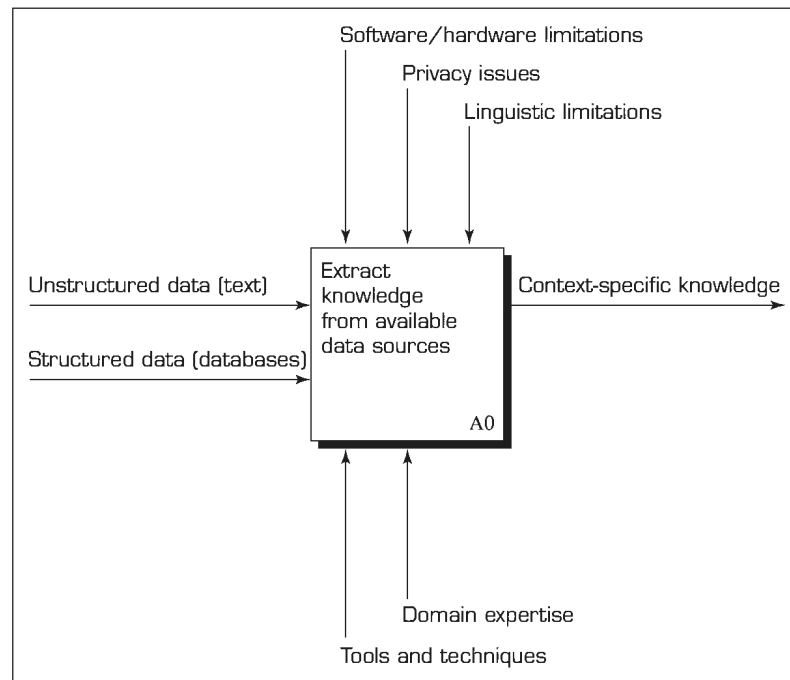 Software/hardware limitations
Privacy issues
Linguistic limitations
Unstructured data (text)
Structured data (databases)
Extract
knowledge
from available
data sources
A0
Context-specific knowledge
Domain expertise
Tools and techniques